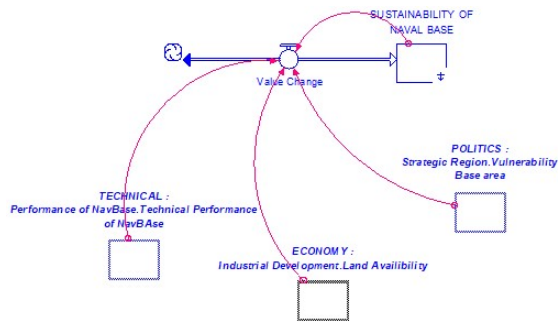 SUSTAINABILITY OF
NAVAL BASE
Value Change
POLITICS :
Strategic Region.Vulnerability
Base area
TECHNICAL :
Performance of NavBase.Technical Performance
of NavBAse
ECONOMY :
Industrial Development.Land Availibility